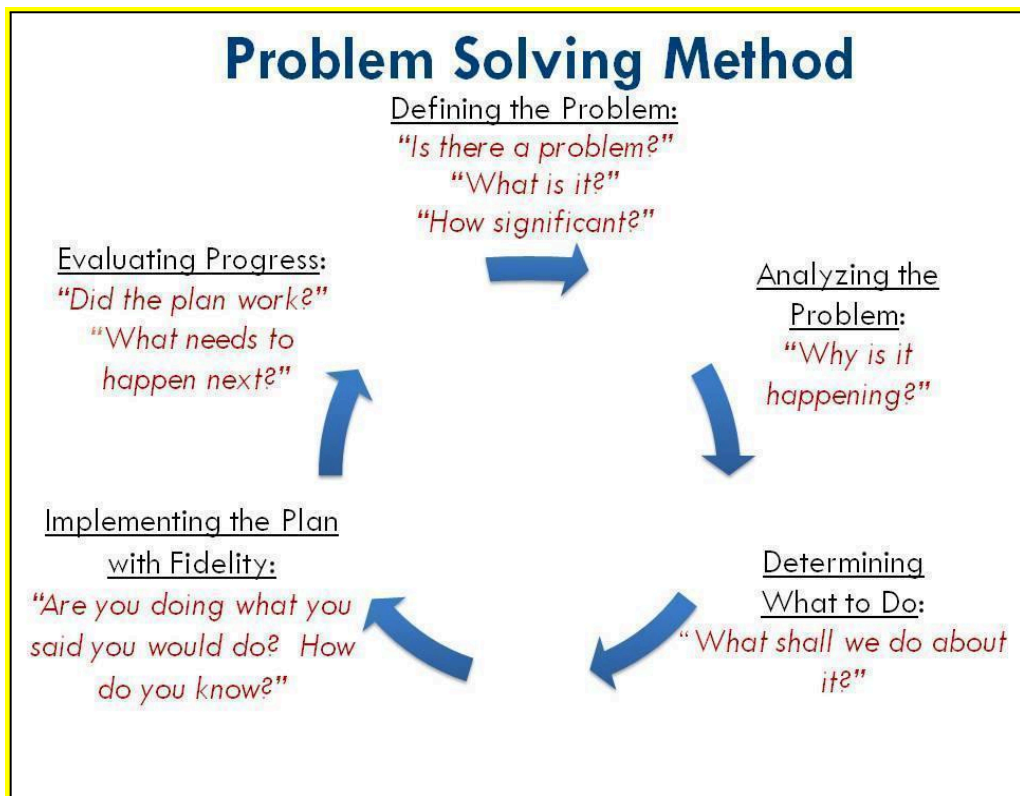 Problem Solving Method
Defining the Problem:
“Is there a problem?”
“What is it?”
“How significant?”
Analyzing the
Problem:
“Why is it
happening?”
Determining
What to Do:
“What shall we do about
it?”
Implementing the Plan
with Fidelity:
“Are you doing what you
said you would do?  How
do you know?”
Evaluating Progress:
“Did the plan work?”
“What needs to
happen next?”